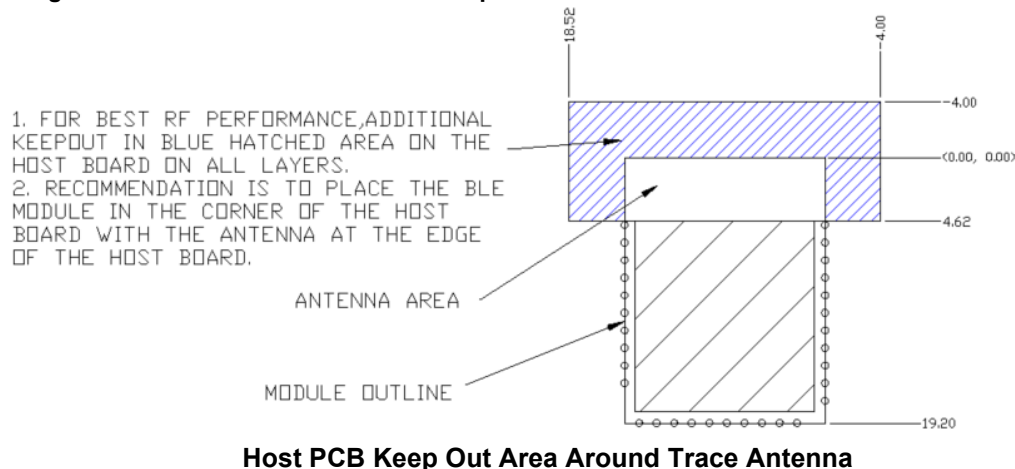 18.52
-4.00
1. FOR BEST RF PERFORMANCE,ADDITIONAL
KEEPOUT IN BLUE HATCHED AREA ON THE
HOST BOARD ON ALL LAYERS.
2. RECOMMENDATION IS TO PLACE THE BLE
MODULE IN THE CORNER OF THE HOST
BOARD WITH THE ANTENNA AT THE EDGE
OF THE HOST BOARD.
-4.00
(0.00, 0.00)
4.62
ANTENNA AREA
MODULE OUTLINE
19.20
Host PCB Keep Out Area Around Trace Antenna